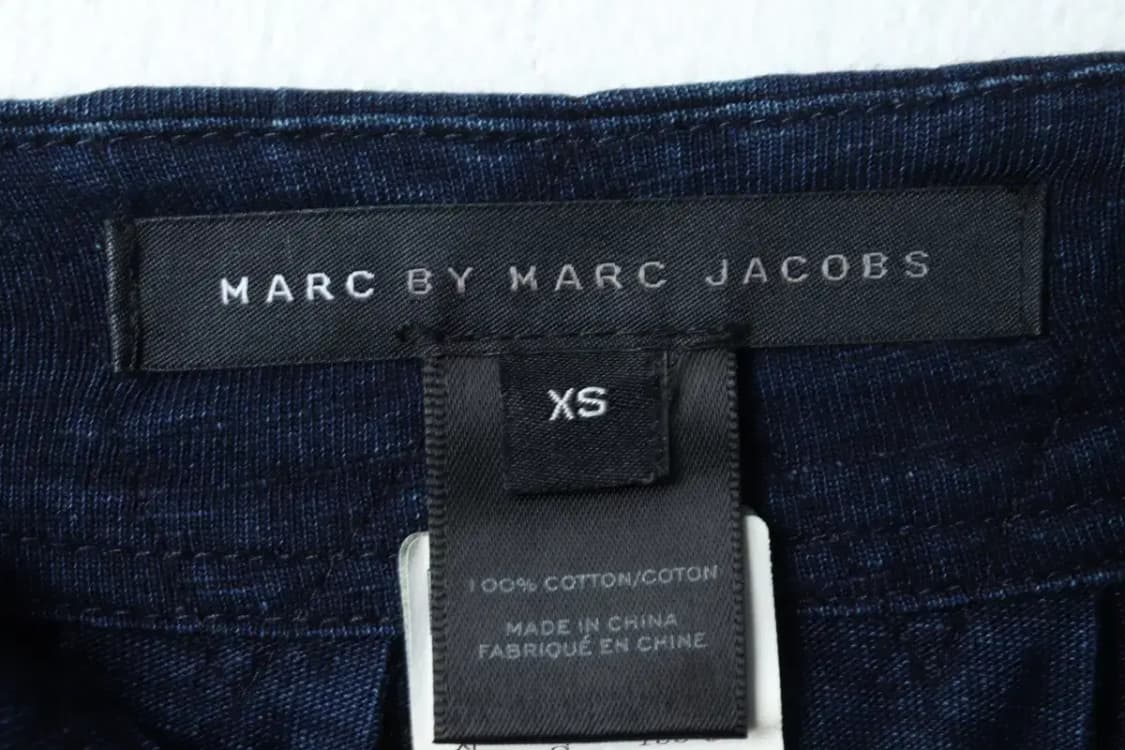 MARC BY MARC JACOBS
XS
100% COTTON/COTON
MADE IN CHINA
FABRIQUÉ EN CHINE